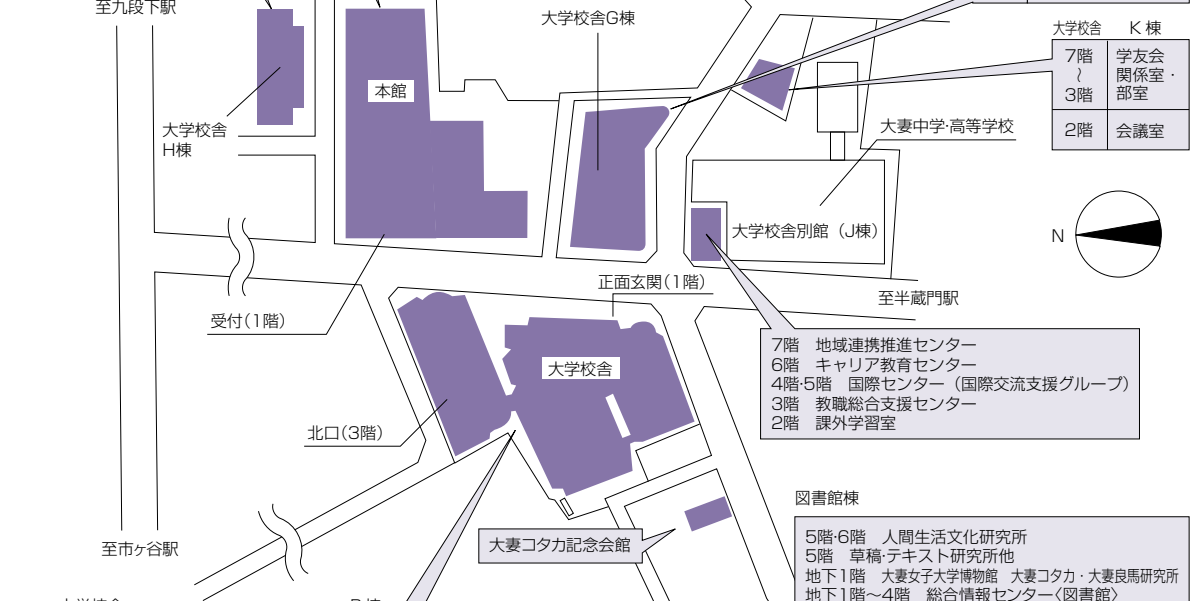 至九段下駅
大学校舎G棟
大学校舎　K棟
7階
〜
3階
学友会
関係室・
部室
2階　会議室
本館
大学校舎
H棟
大妻中学・高等学校
大学校舎別館（J棟）
N
正面玄関（1階）
至半蔵門駅
受付（1階）
7階　地域連携推進センター
6階　キャリア教育センター
4階・5階　国際センター（国際交流支援グループ）
3階　教職総合支援センター
2階　課外学習室
大学校舎
北口（3階）
図書館棟
5階・6階　人間生活文化研究所
5階　草稿・テキスト研究所他
地下1階　大妻女子大学博物館　大妻コタカ・大妻良馬研究所
地下1階〜4階　総合情報センター〈図書館〉
大妻コタカ記念会館
至市ヶ谷駅